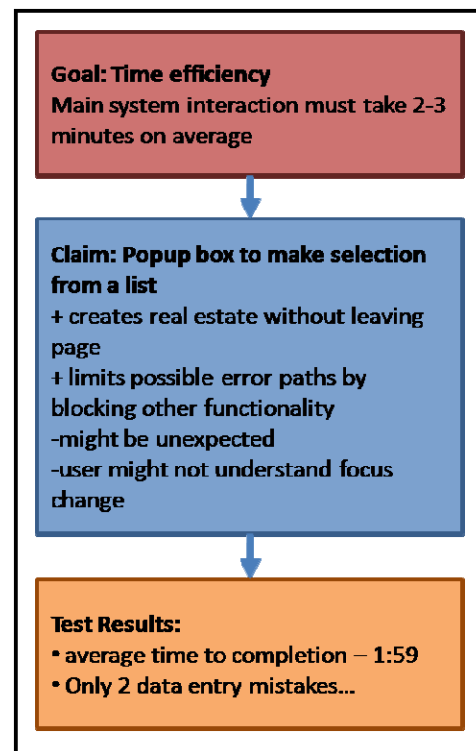 Goal: Time efficiency
Main system interaction must take 2-3
minutes on average
Claim: Popup box to make selection
from a list
+ creates real estate without leaving
page
+ limits possible error paths by
blocking other functionality
-might be unexpected
-user might not understand focus
change
Test Results:
• average time to completion – 1:59
• Only 2 data entry mistakes...